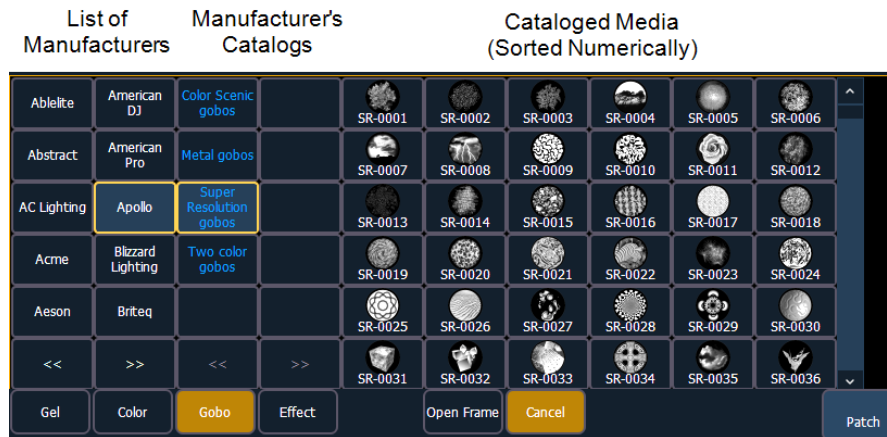 List of
Manufacturers
Manufacturer's
Catalogs
Cataloged Media
(Sorted Numerically)
Ablelite
American
DJ
Color Scenic
gobos
SR-0001
SR-0002
SR-0003
SR-0004
SR-0005
SR-0006
Abstract
American
Pro
Metal gobos
SR-0007
SR-0008
SR-0009
SR-0010
SR-0011
SR-0012
AC Lighting
Apollo
Super
Resolution
gobos
SR-0013
SR-0014
SR-0015
SR-0016
SR-0017
SR-0018
Acme
Blizzard
Lighting
Two color
gobos
SR-0019
SR-0020
SR-0021
SR-0022
SR-0023
SR-0024
Aeson
Briteq
SR-0025
SR-0026
SR-0027
SR-0028
SR-0029
SR-0030
<<
>>
<<
>>
SR-0031
SR-0032
SR-0033
SR-0034
SR-0035
SR-0036
Gel
Color
Gobo
Effect
Open Frame
Cancel
Patch